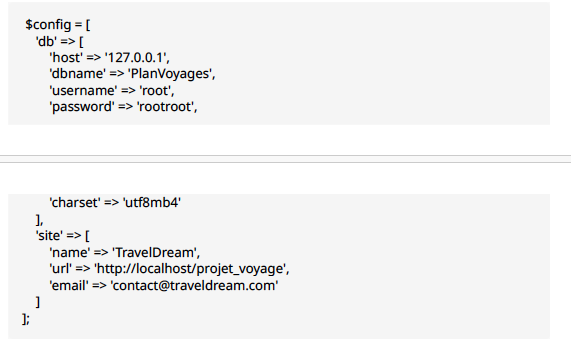 $config = [
'db' => [
'host' => '127.0.0.1',
'dbname' => 'PlanVoyages',
'username' => 'root',
'password' => 'rootroot',
'charset' => 'utf8mb4'
],
'site' => [
'name' => 'TravelDream',
'url' => 'http://localhost/projet_voyage',
'email' => 'contact@traveldream.com'
]
];